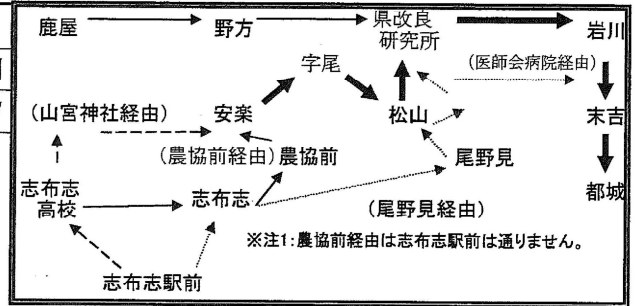 鹿屋
野方
県改良
研究所
岩川
字尾
(医師会病院経由)
(山宮神社経由)
安楽
松山
末吉
(農協前経由)
農協前
尾野見
志布志
高校
志布志
都城
(尾野見経由)
※注1:農協前経由は志布志駅前は通りません。
志布志駅前